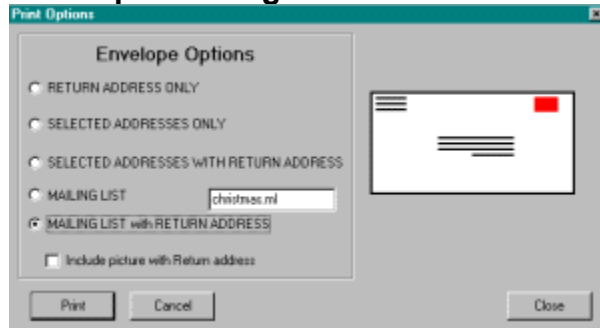 Print Options
Envelope Options
RETURN ADDRESS ONLY
SELECTED ADDRESSES ONLY
SELECTED ADDRESSES WITH RETURN ADDRESS
MAILING LIST christmas.ml
MAILING LIST with RETURN ADDRESS
Include picture with Return address
Print Cancel Close